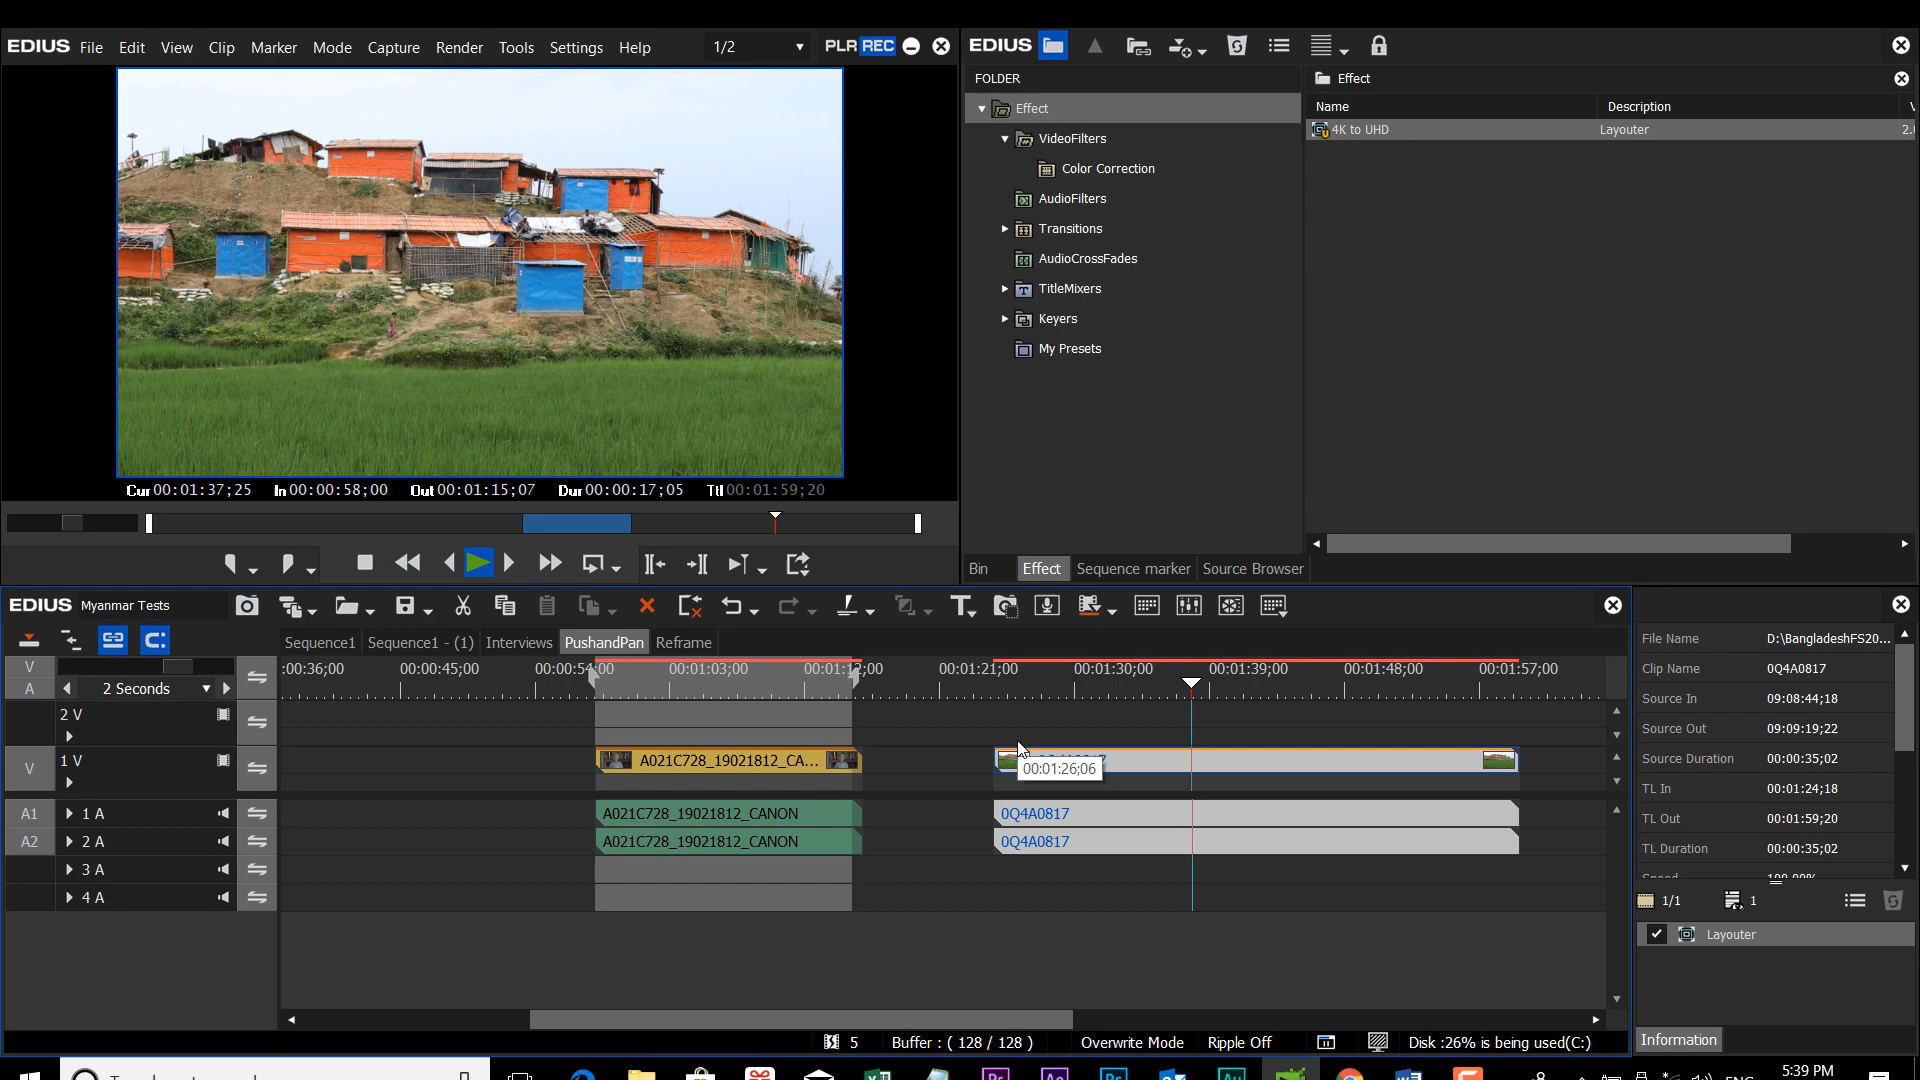 EDIUS File Edit View Clip Marker Mode Capture Render Tools Settings Help 1/2 PLR REC
Cur 00:01:37;25 In 00:00:58;00 Out 00:01:15;07 Dur 00:00:17;05 Ttl 00:01:59;20
EDIUS
FOLDER
Effect
VideoFilters
Color Correction
AudioFilters
Transitions
AudioCrossFades
TitleMixers
Keyers
My Presets
Effect
Name Description
4K to UHD Layouter
Bin Effect Sequence marker Source Browser
EDIUS Myanmar Tests
Sequence1 Sequence1 - (1) Interviews PushandPan Reframe
V
A
2 Seconds
:00:36;00 00:00:45;00 00:00:54;00 00:01:03;00 00:01:12;00 00:01:21;00 00:01:30;00 00:01:39;00 00:01:48;00 00:01:57;00
2 V
V 1 V A021C728_19021812_CA...
00:01:26;06
A1 1 A A021C728_19021812_CANON 0Q4A0817
A2 2 A A021C728_19021812_CANON 0Q4A0817
3 A
4 A
5 Buffer : ( 128 / 128 ) Overwrite Mode Ripple Off Disk :26% is being used(C:)
File Name D:\BangladeshFS20...
Clip Name 0Q4A0817
Source In 09:08:44;18
Source Out 09:09:19;22
Source Duration 00:00:35;02
TL In 00:01:24;18
TL Out 00:01:59;20
TL Duration 00:00:35;02
1/1 1
Layouter
Information
5:39 PM